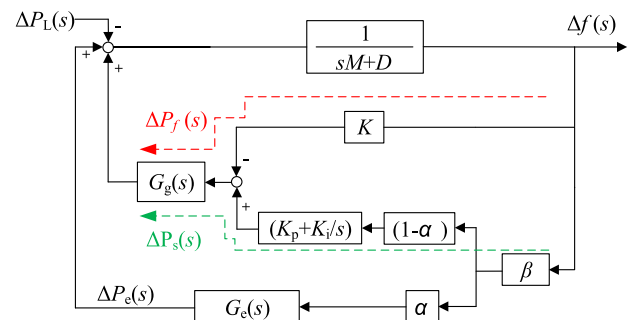 ΔP_L(s)
-
Δf(s)
+
+
1
sM+D
ΔP_f (s)
K
-
G_g(s)
+
(K_p+K_i/s)
(1-α )
ΔP_s(s)
β
ΔP_e(s)
G_e(s)
α